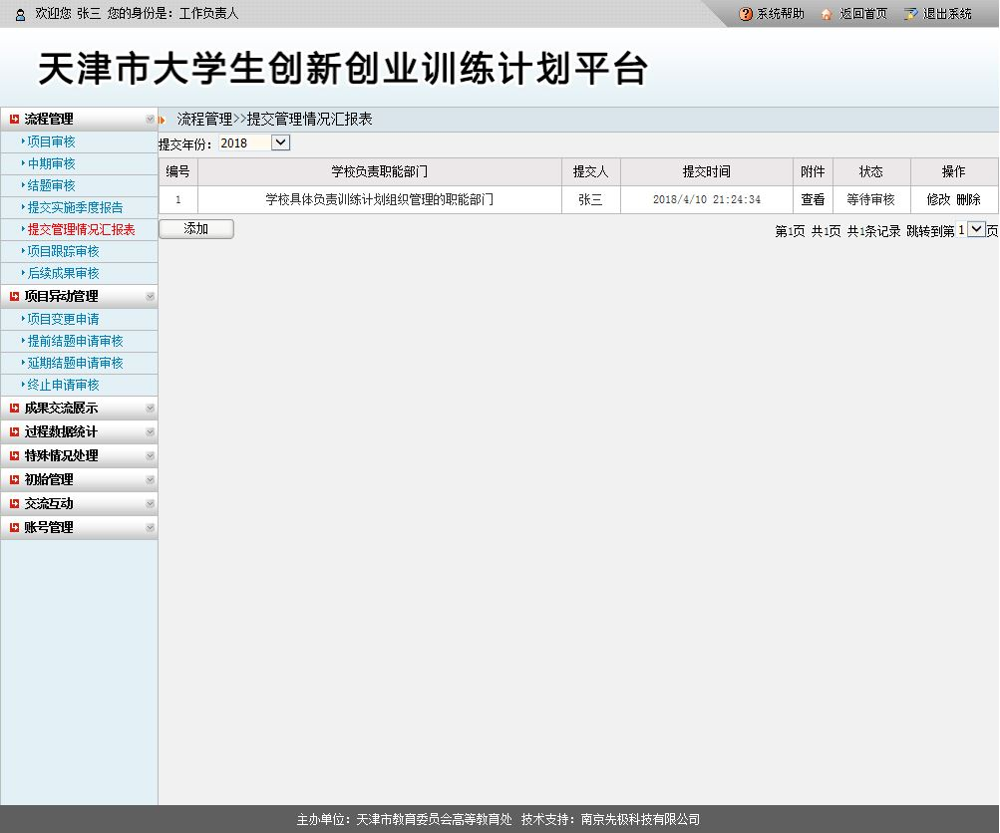 欢迎您 张三 您的身份是：工作负责人
系统帮助 返回首页 退出系统
天津市大学生创新创业训练计划平台
流程管理
项目审核
中期审核
结题审核
提交实施季度报告
提交管理情况汇报表
项目跟踪审核
后续成果审核
项目异动管理
项目变更申请
提前结题申请审核
延期结题申请审核
终止申请审核
成果交流展示
过程数据统计
特殊情况处理
初始管理
交流互动
账号管理
流程管理>>提交管理情况汇报表
提交年份：2018
编号 学校负责职能部门 提交人 提交时间 附件 状态 操作
1 学校具体负责训练计划组织管理的职能部门 张三 2018/4/10 21:24:34 查看 等待审核 修改 删除
添加
第1页 共1页 共1条记录 跳转到第 1 页
主办单位：天津市教育委员会高等教育处 技术支持：南京先极科技有限公司